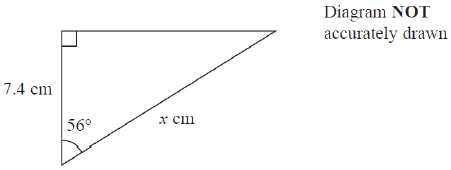 Diagram NOT
accurately drawn
7.4 cm
56°
x cm